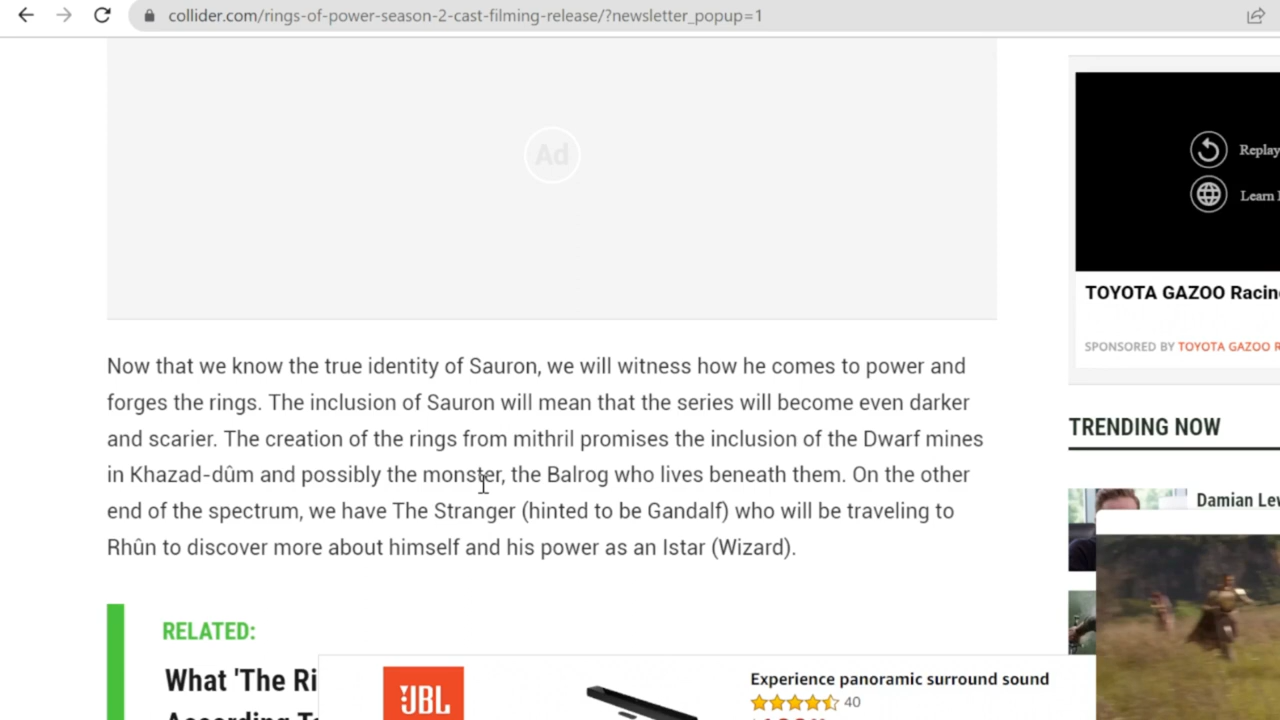 collider.com/rings-of-power-season-2-cast-filming-release/?newsletter_popup=1
Ad
Replay
Learn
TOYOTA GAZOO Racin
SPONSORED BY TOYOTA GAZOO R
Now that we know the true identity of Sauron, we will witness how he comes to power and
forges the rings. The inclusion of Sauron will mean that the series will become even darker
and scarier. The creation of the rings from mithril promises the inclusion of the Dwarf mines
in Khazad-dûm and possibly the monster, the Balrog who lives beneath them. On the other
end of the spectrum, we have The Stranger (hinted to be Gandalf) who will be traveling to
Rhûn to discover more about himself and his power as an Istar (Wizard).
TRENDING NOW
Damian Lew
RELATED:
What 'The Ri
According To
JBL
Experience panoramic surround sound
40